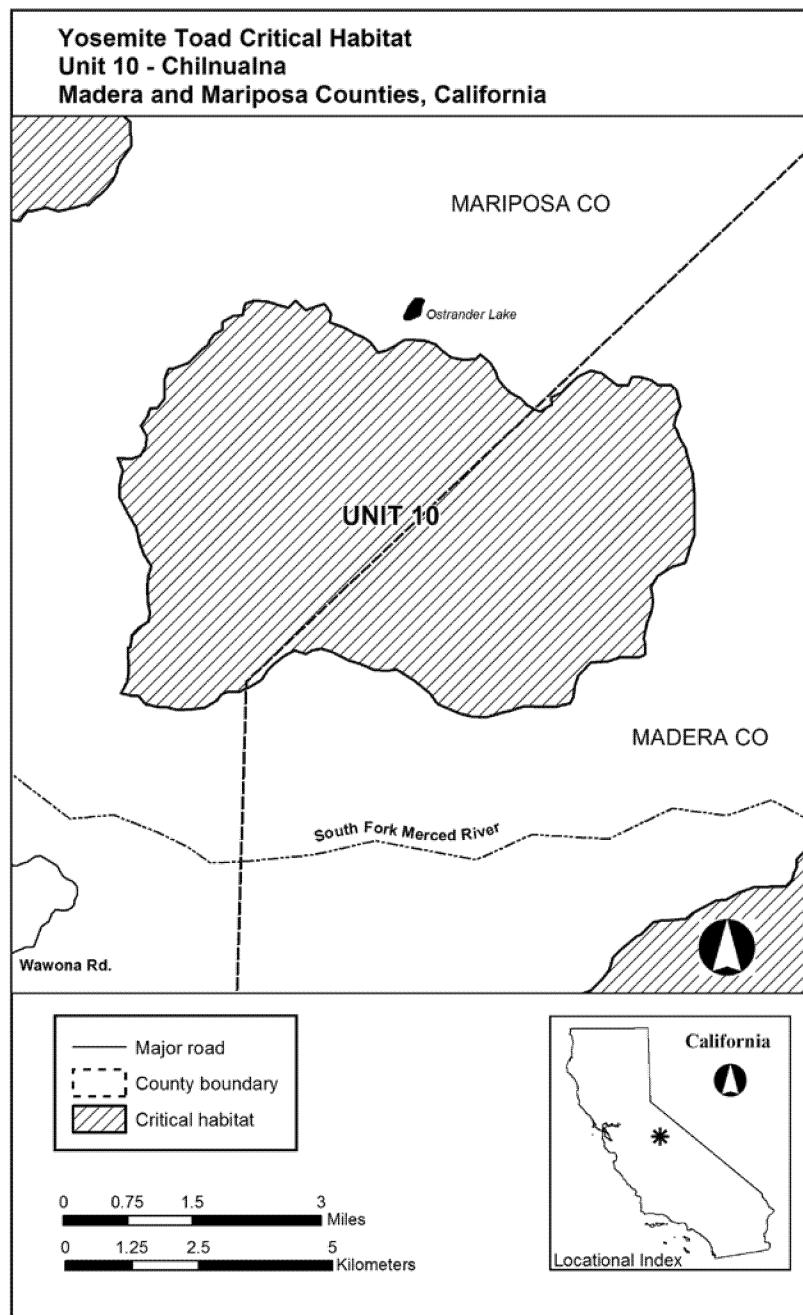 Yosemite Toad Critical Habitat
Unit 10 - Chilnualna
Madera and Mariposa Counties, California
MARIPOSA CO
Ostrander Lake
UNIT 10
MADERA CO
South Fork Merced River
Wawona Rd.
Major road
County boundary
Critical habitat
0 0.75 1.5 3
Miles
0 1.25 2.5 5
Kilometers
California
Locational Index